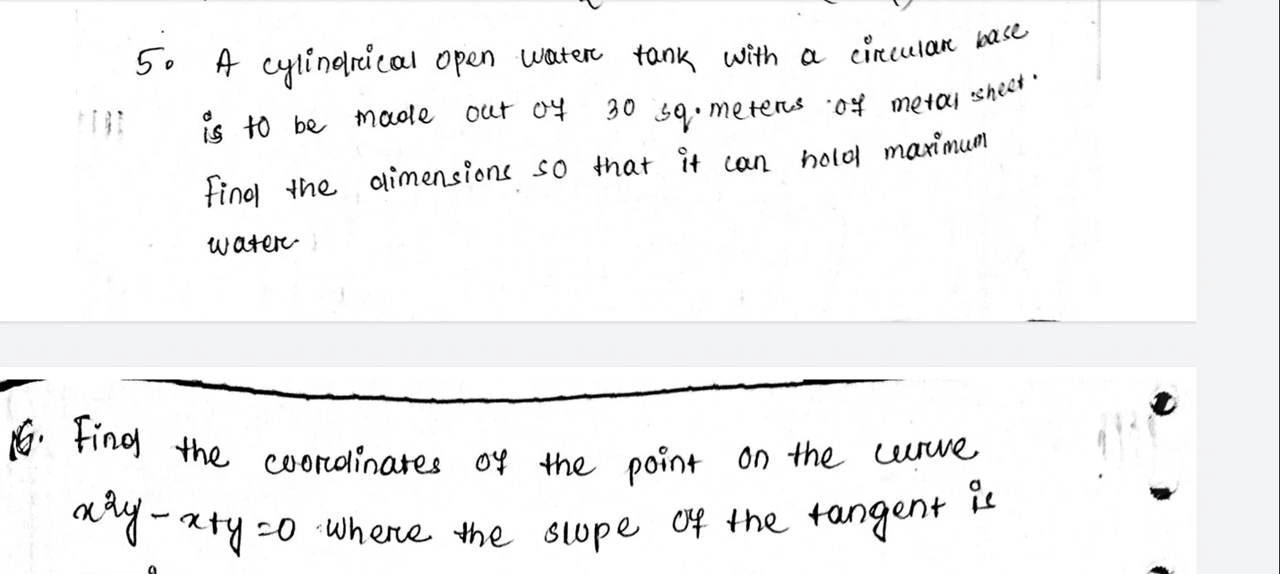 5. A cylindrical open water tank with a circular base
is to be made out of 30 sq. meters of metal sheet.
Find the dimensions so that it can hold maximum
water
6. Find the coordinates of the point on the curve
x²y - x+y =0 where the slope of the tangent is